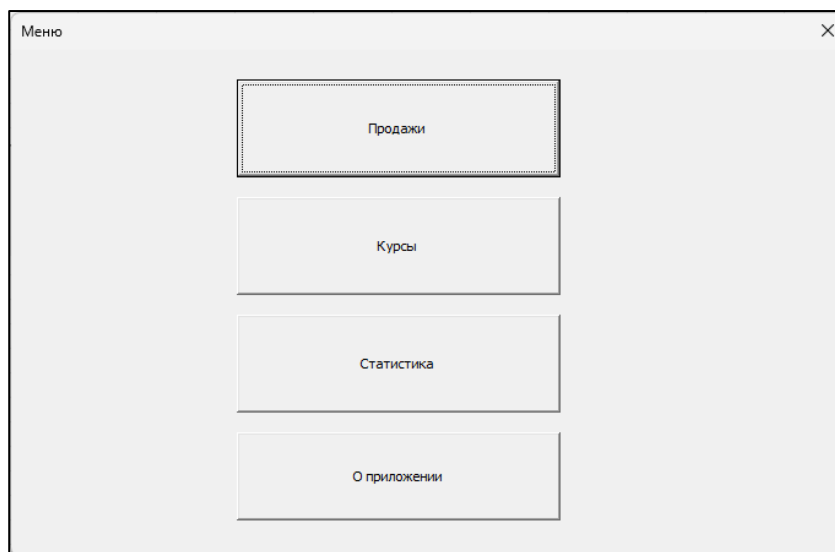 Меню
Продажи
Курсы
Статистика
О приложении